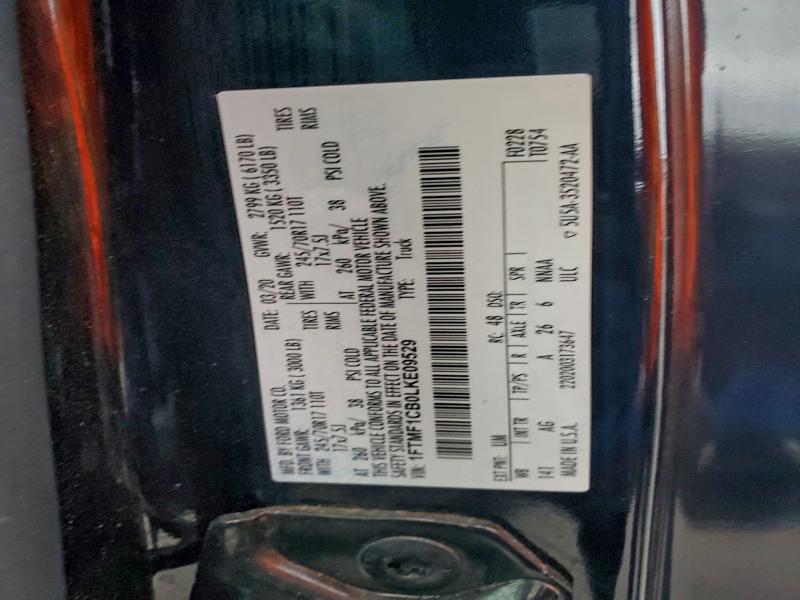 MFG. BY FORD MOTOR CO.
DATE: 03/20 GVWR: 2799 KG ( 6170 LB)
FRONT GAWR: 1361 KG ( 3000 LB) REAR GAWR: 1520 KG ( 3350 LB)
WITH 245/70R17 110T TIRES WITH 245/70R17 110T TIRES
17x7.5J RIMS 17x7.5J RIMS
AT 260 kPa/ 38 PSI COLD AT 260 kPa/ 38 PSI COLD
THIS VEHICLE CONFORMS TO ALL APPLICABLE FEDERAL MOTOR VEHICLE
SAFETY STANDARDS IN EFFECT ON THE DATE OF MANUFACTURE SHOWN ABOVE.
VIN: 1FTMF1CB0LKE09529 TYPE: Truck
F0228
T0754
EXT PNT: UM RC: 48 DSO:
WB INT TR TP/PS R AXLE TR SPR
141 AG A 26 6 NNAA
MADE IN U.S.A. 2202003173647 ULC
5U5A-3520472-AA